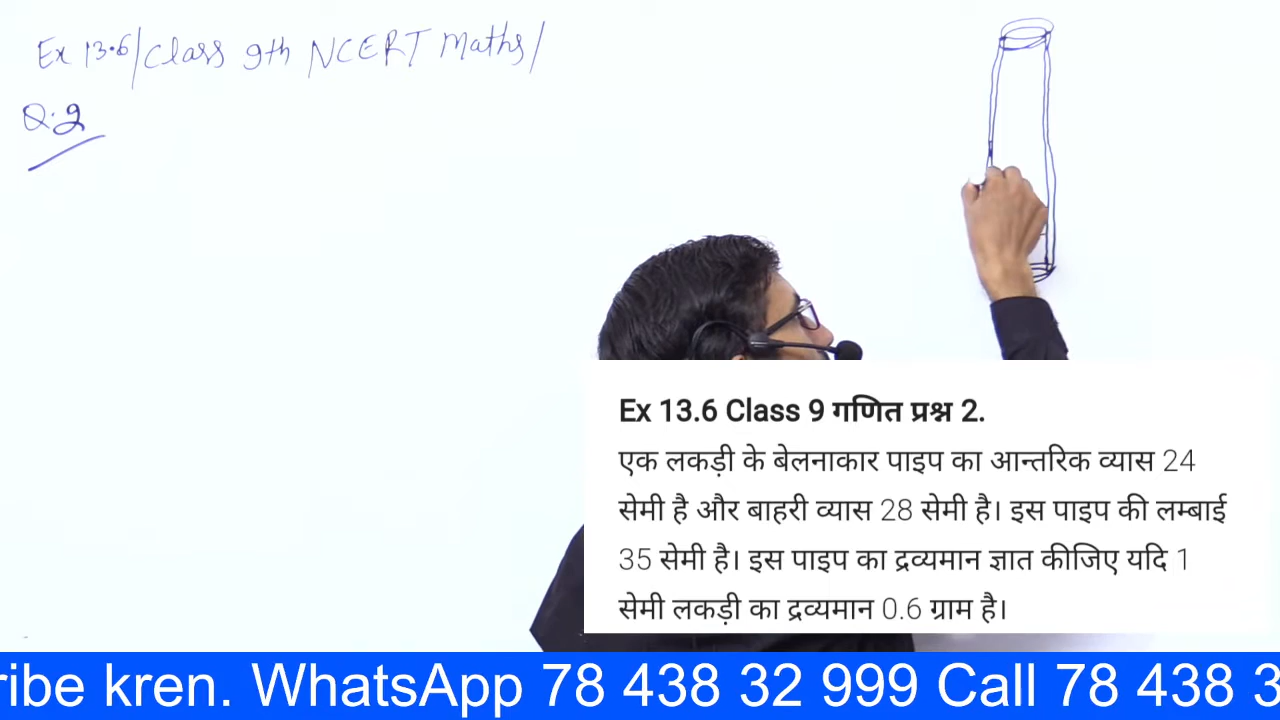 Ex 13.6/Class 9th NCERT Maths/
Q.2
Ex 13.6 Class 9 गणित प्रश्न 2.
एक लकड़ी के बेलनाकार पाइप का आन्तरिक व्यास 24
सेमी है और बाहरी व्यास 28 सेमी है। इस पाइप की लम्बाई
35 सेमी है। इस पाइप का द्रव्यमान ज्ञात कीजिए यदि 1
सेमी लकड़ी का द्रव्यमान 0.6 ग्राम है।
ribe kren. WhatsApp 78 438 32 999 Call 78 438 3